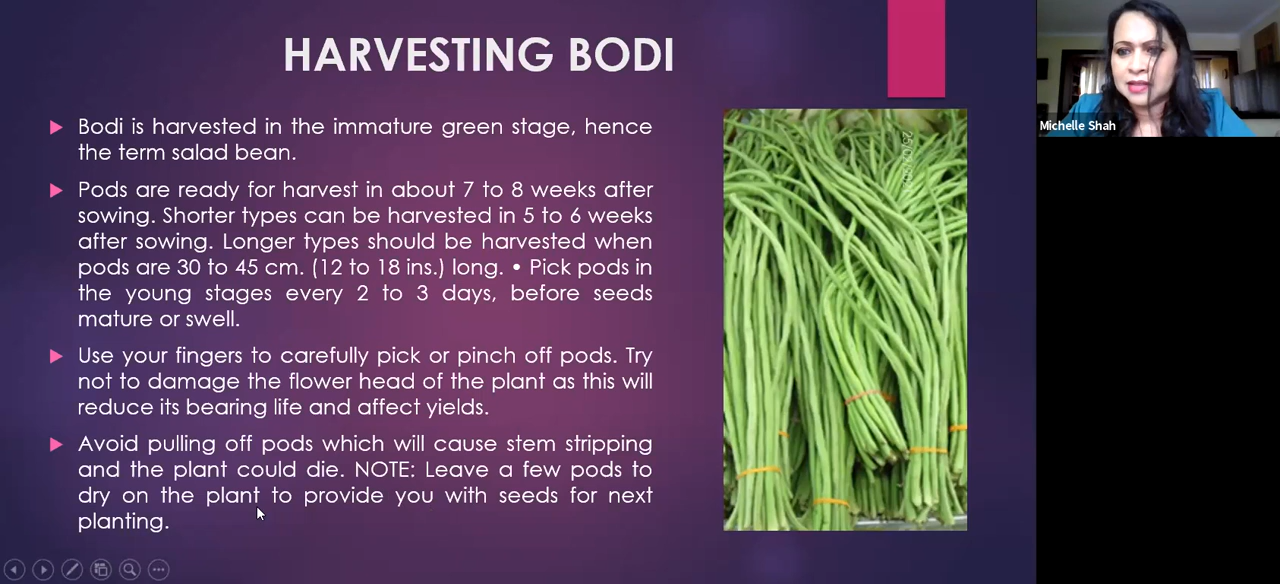 HARVESTING BODI
Bodi is harvested in the immature green stage, hence
the term salad bean.
Pods are ready for harvest in about 7 to 8 weeks after
sowing. Shorter types can be harvested in 5 to 6 weeks
after sowing. Longer types should be harvested when
pods are 30 to 45 cm. (12 to 18 ins.) long. • Pick pods in
the young stages every 2 to 3 days, before seeds
mature or swell.
Use your fingers to carefully pick or pinch off pods. Try
not to damage the flower head of the plant as this will
reduce its bearing life and affect yields.
Avoid pulling off pods which will cause stem stripping
and the plant could die. NOTE: Leave a few pods to
dry on the plant to provide you with seeds for next
planting.
Michelle Shah